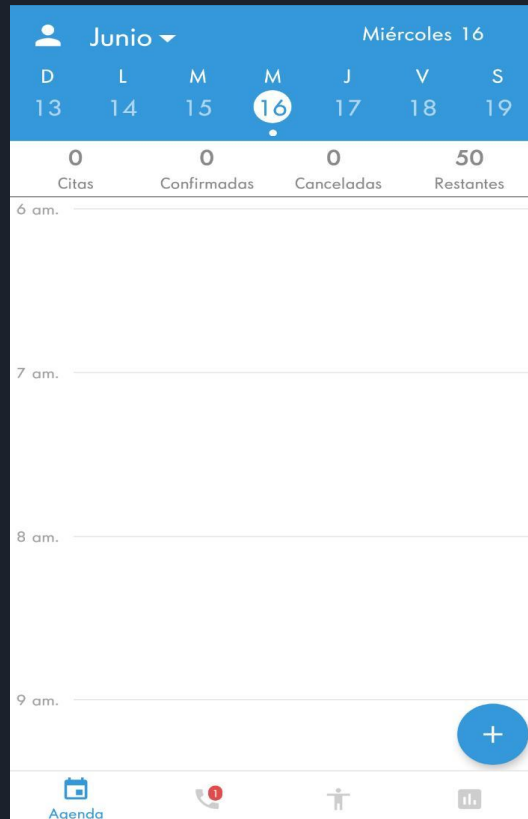 Junio
Miércoles 16
D L M M J V S
13 14 15 16 17 18 19
0 0 0 50
Citas Confirmadas Canceladas Restantes
6 am.
7 am.
8 am.
9 am.
+
1
Agenda